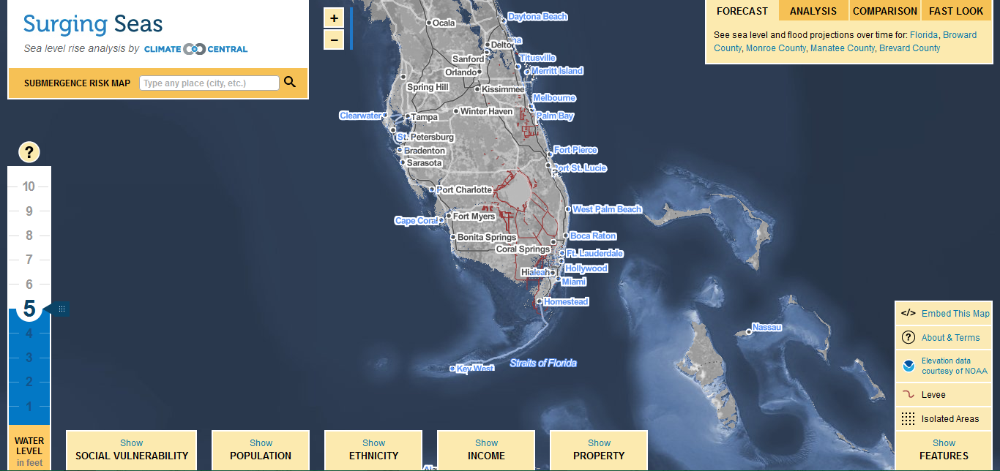 Surging Seas
Sea level rise analysis by CLIMATE CENTRAL
SUBMERGENCE RISK MAP
Type any place (city, etc.)
+
−
FORECAST
ANALYSIS
COMPARISON
FAST LOOK
See sea level and flood projections over time for: Florida, Broward
County, Monroe County, Manatee County, Brevard County
Daytona Beach
Ocala
Sanford
Titusville
Orlando
Merritt Island
Spring Hill
Kissimmee
Melbourne
Clearwater
Tampa
Winter Haven
Palm Bay
St. Petersburg
Bradenton
Fort Pierce
Sarasota
Port St. Lucie
Port Charlotte
West Palm Beach
Cape Coral
Fort Myers
Bonita Springs
Boca Raton
Coral Springs
Ft. Lauderdale
Hollywood
Hialeah
Miami
Homestead
Nassau
Key West
Straits of Florida
?
10
9
8
7
6
5
4
3
2
1
WATER
LEVEL
in feet
Show
SOCIAL VULNERABILITY
Show
POPULATION
Show
ETHNICITY
Show
INCOME
Show
PROPERTY
</> Embed This Map
? About & Terms
Elevation data
courtesy of NOAA
Levee
Isolated Areas
Show
FEATURES